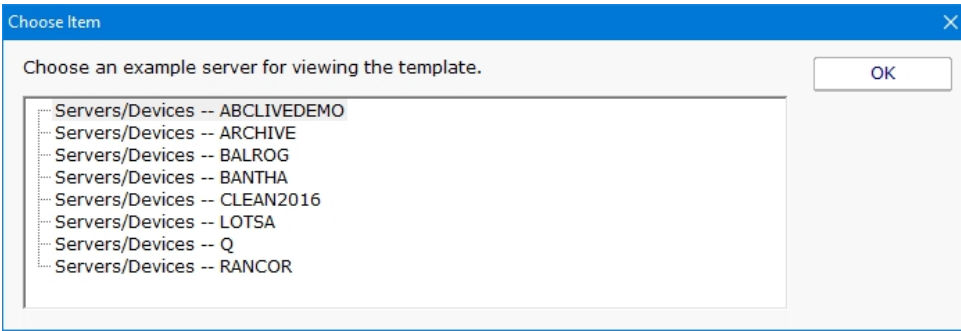 Choose Item
Choose an example server for viewing the template.
OK
Servers/Devices -- ABCLIVEDEMO
Servers/Devices -- ARCHIVE
Servers/Devices -- BALROG
Servers/Devices -- BANTHA
Servers/Devices -- CLEAN2016
Servers/Devices -- LOTSA
Servers/Devices -- Q
Servers/Devices -- RANCOR